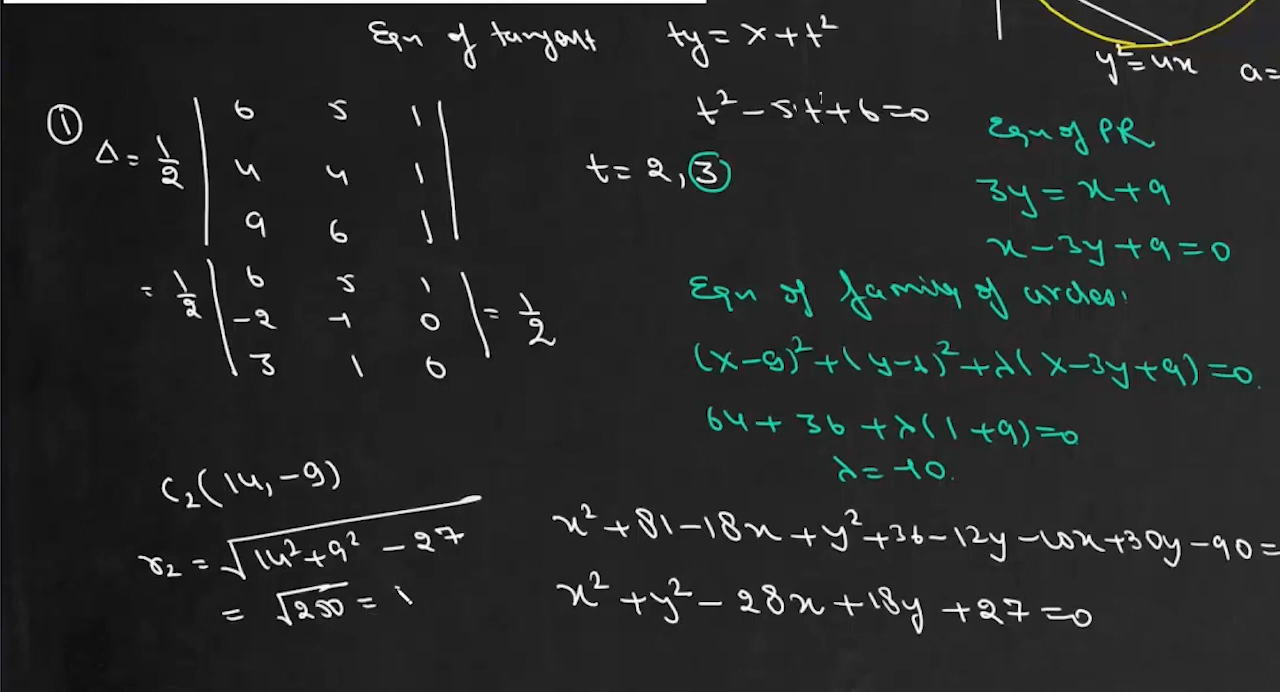 Eqn of tangent ty = x + t²
y² = 4x a =
t² - 5t + 6 = 0
① Δ = 1/2 | 6 5 1 |
| 4 4 1 |
| 9 6 1 |
t = 2, ③
Eqn of PR
3y = x + 9
x - 3y + 9 = 0
= 1/2 | 6 5 1 |
| -2 -1 0 | = 1/2
| 3 1 0 |
Eqn of family of circles:
(x-9)² + (y-6)² + λ(x-3y+9) = 0
64 + 36 + λ(1+9) = 0
λ = -10.
C₂(14, -9)
r₂ = √(14² + 9² - 27)
= √250 =
x² + 81 - 18x + y² + 36 - 12y - 10x + 30y - 90 =
x² + y² - 28x + 18y + 27 = 0